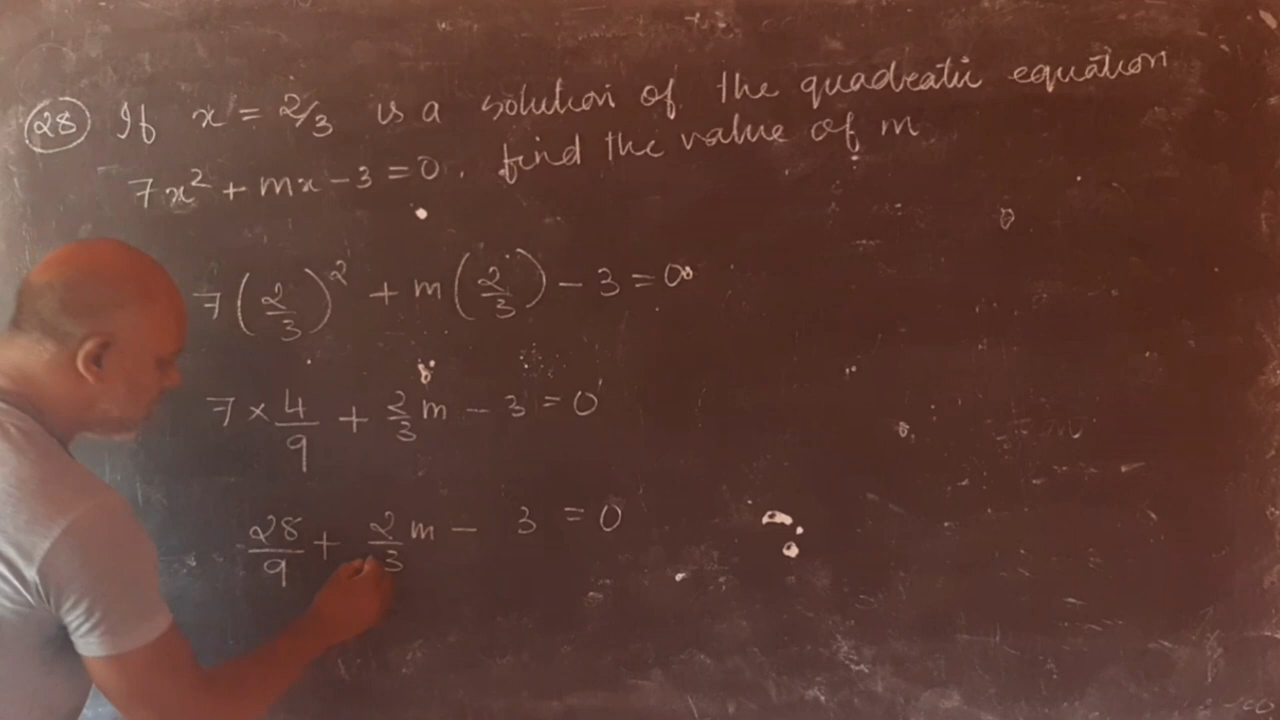 28 If x = 2/3 is a solution of the quadratic equation
7x² + mx - 3 = 0. find the value of m
7(2/3)² + m(2/3) - 3 = 0
7 × 4/9 + 2/3 m - 3 = 0
28/9 + 2/3 m - 3 = 0